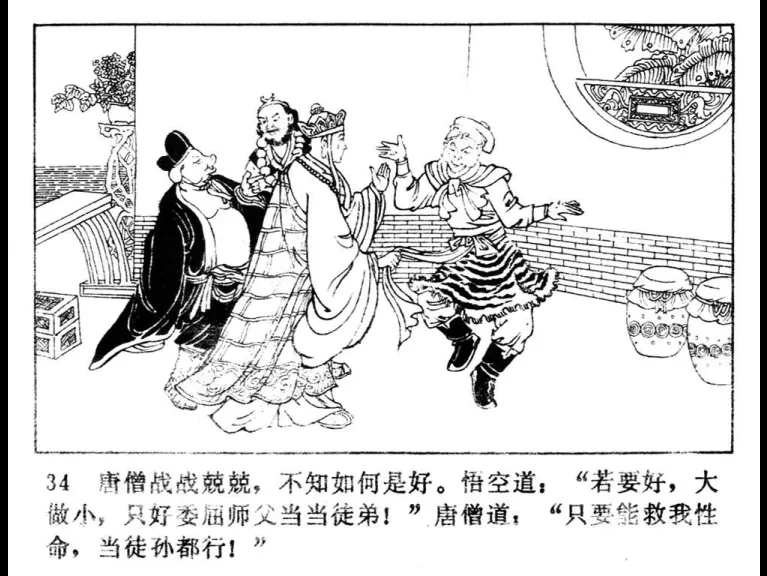 34 唐僧战战兢兢，不知如何是好。悟空道：“若要好，大
做小，只好委屈师父当当徒弟！”唐僧道：“只要能救我性
命，当徒孙都行！”